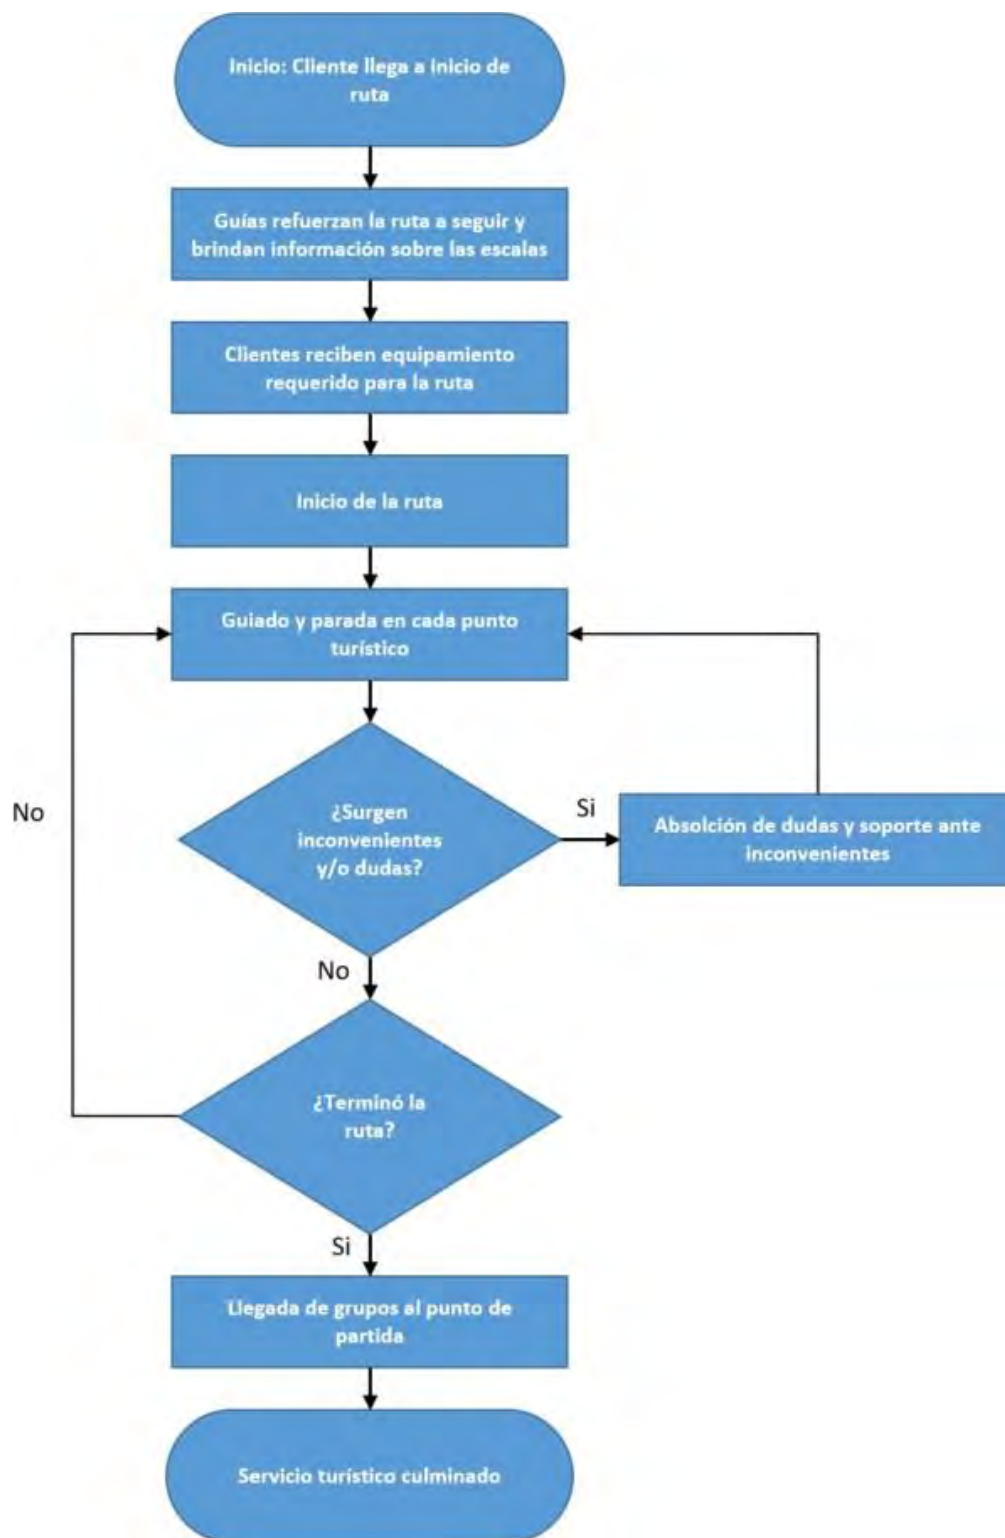 Inicio: Cliente llega a inicio de
ruta
Guías refuerzan la ruta a seguir y
brindan información sobre las escalas
Clientes reciben equipamiento
requerido para la ruta
Inicio de la ruta
Guiado y parada en cada punto
turístico
No
¿Surgen
inconvenientes
y/o dudas?
Si
Absolción de dudas y soporte ante
inconvenientes
No
¿Terminó la
ruta?
Si
Llegada de grupos al punto de
partida
Servicio turístico culminado